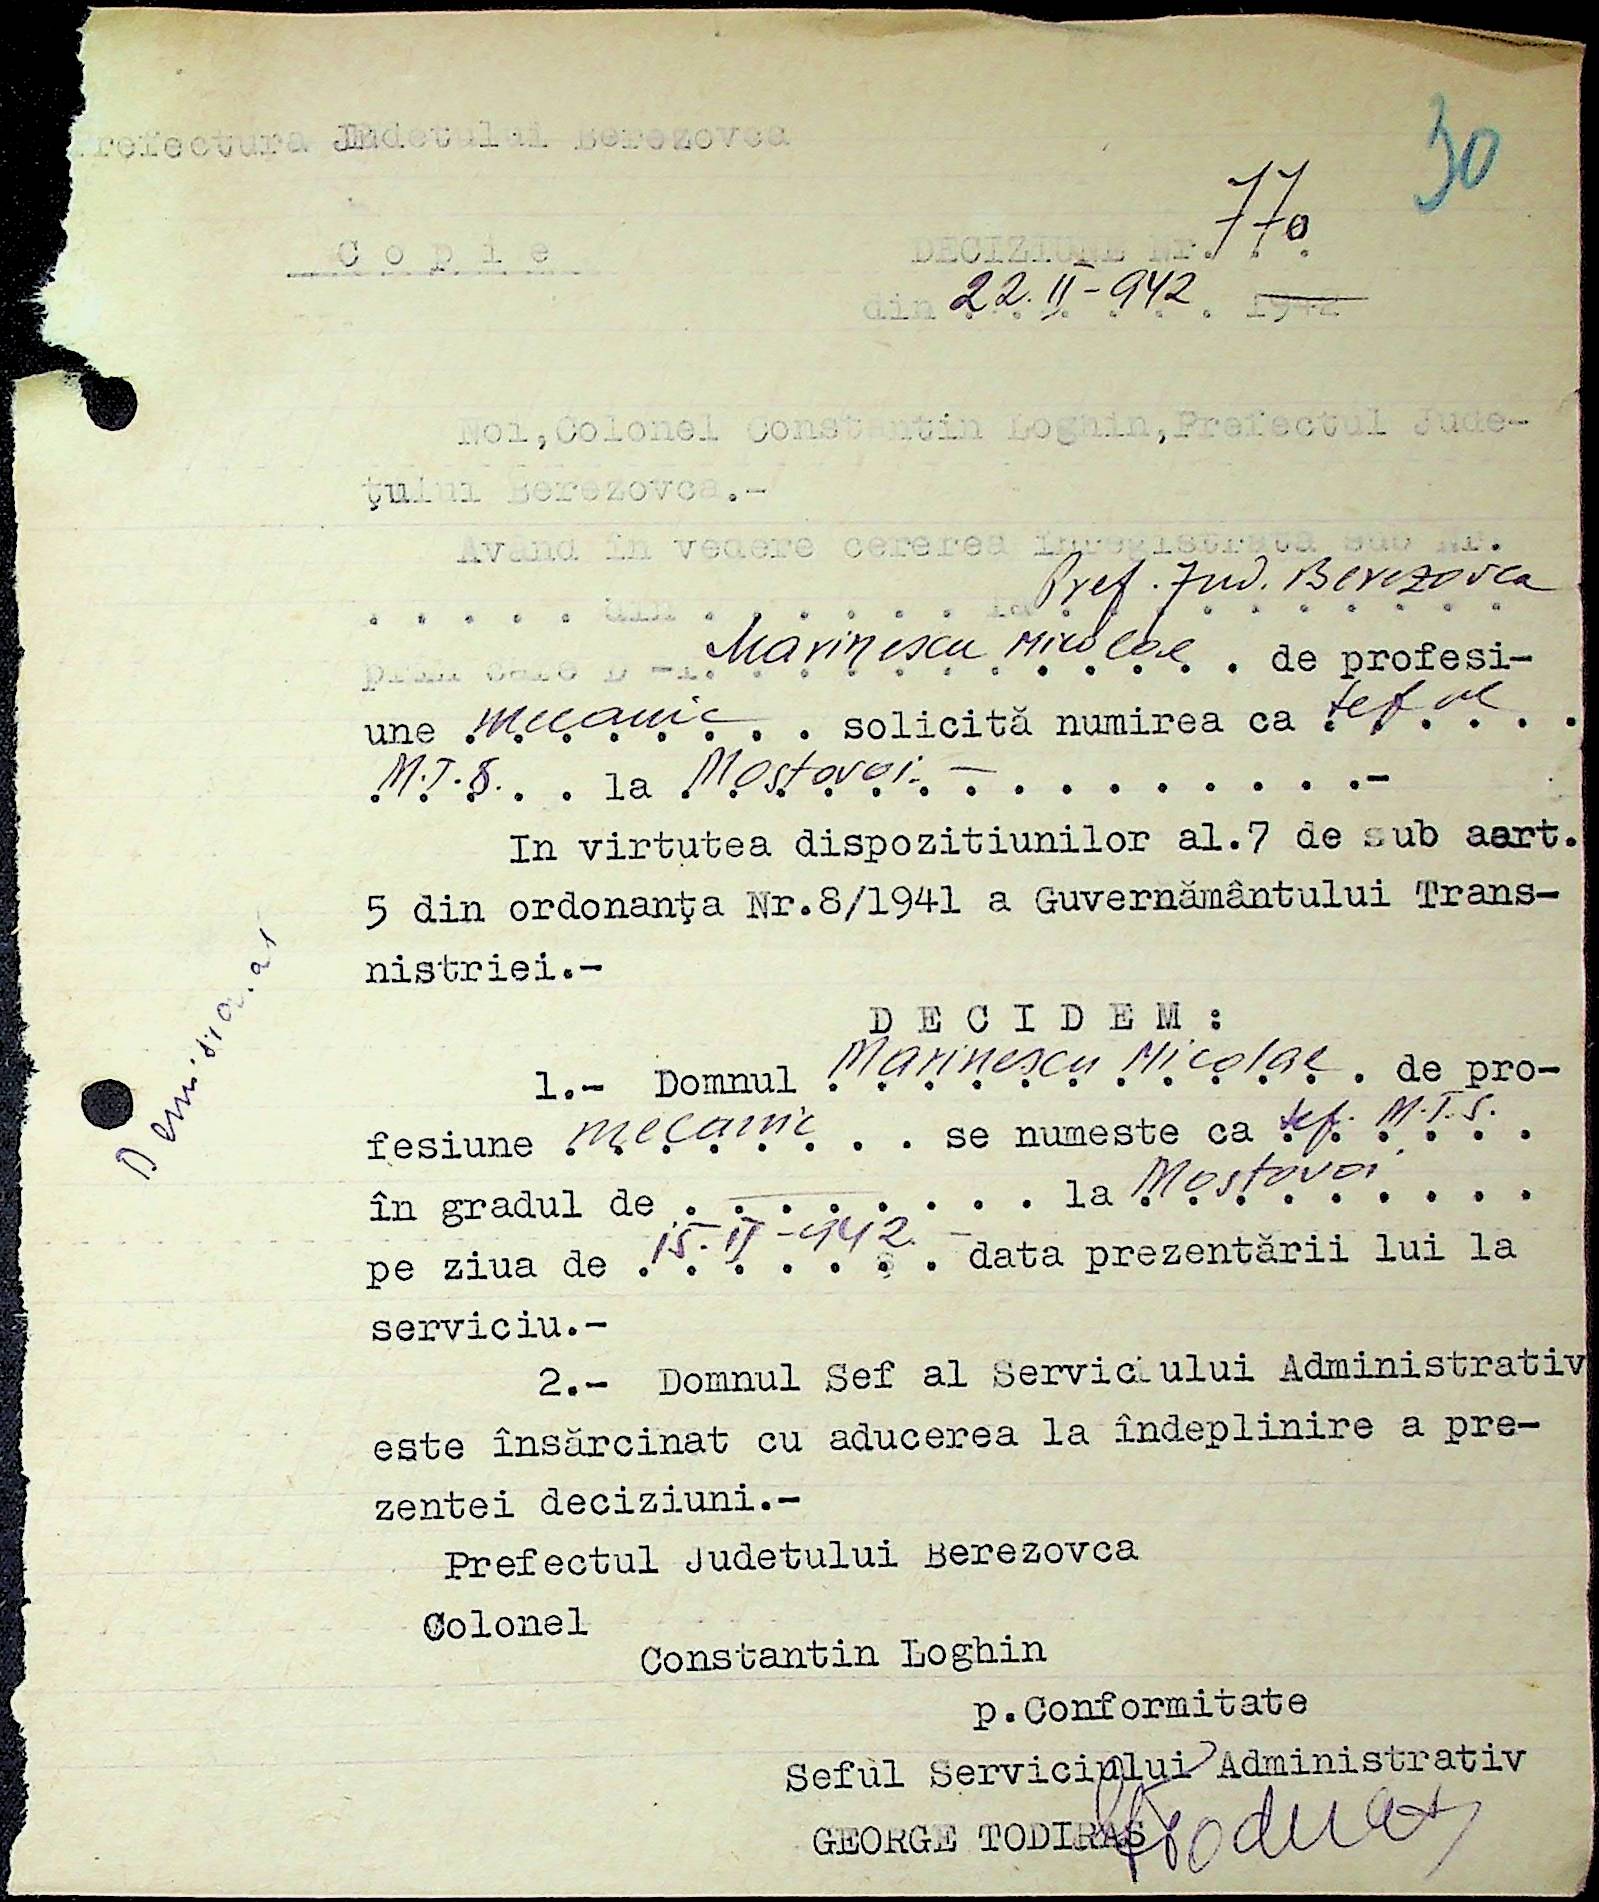 30
Prefectura Judetului Berezovca
C o p i e
DECIZIUNE Nr. 770
din 22.II-942 1942
Noi,Colonel Constantin Loghin,Prefectul Jude-
ţului Berezovca.-
Având în vedere cererea înregistrată sub Nr.
. . . . . din . . . . . . la Pref. Jud. Berezovca
prin care D-l. Marinescu Nicolae . de profesi-
une mecanic . . solicită numirea ca șef al . . .
M.T.S. . . la Mostovoi. - . . . . . . . . .-
In virtutea dispozitiunilor al.7 de sub aart.
5 din ordonanţa Nr.8/1941 a Guvernământului Trans-
nistriei.-
Demisionat
D E C I D E M :
1.- Domnul Marinescu Nicolae . de pro-
fesiune mecanic . . se numeste ca șef. M.T.S.
în gradul de . — . . . . la Mostovoi . . . .
pe ziua de 15-II-942. - data prezentării lui la
serviciu.-
2.- Domnul Sef al Serviciului Administrativ
este însărcinat cu aducerea la îndeplinire a pre-
zentei deciziuni.-
Prefectul Judetului Berezovca
Colonel
Constantin Loghin
p.Conformitate
Seful Serviciului Administrativ
GEORGE TODIRAS